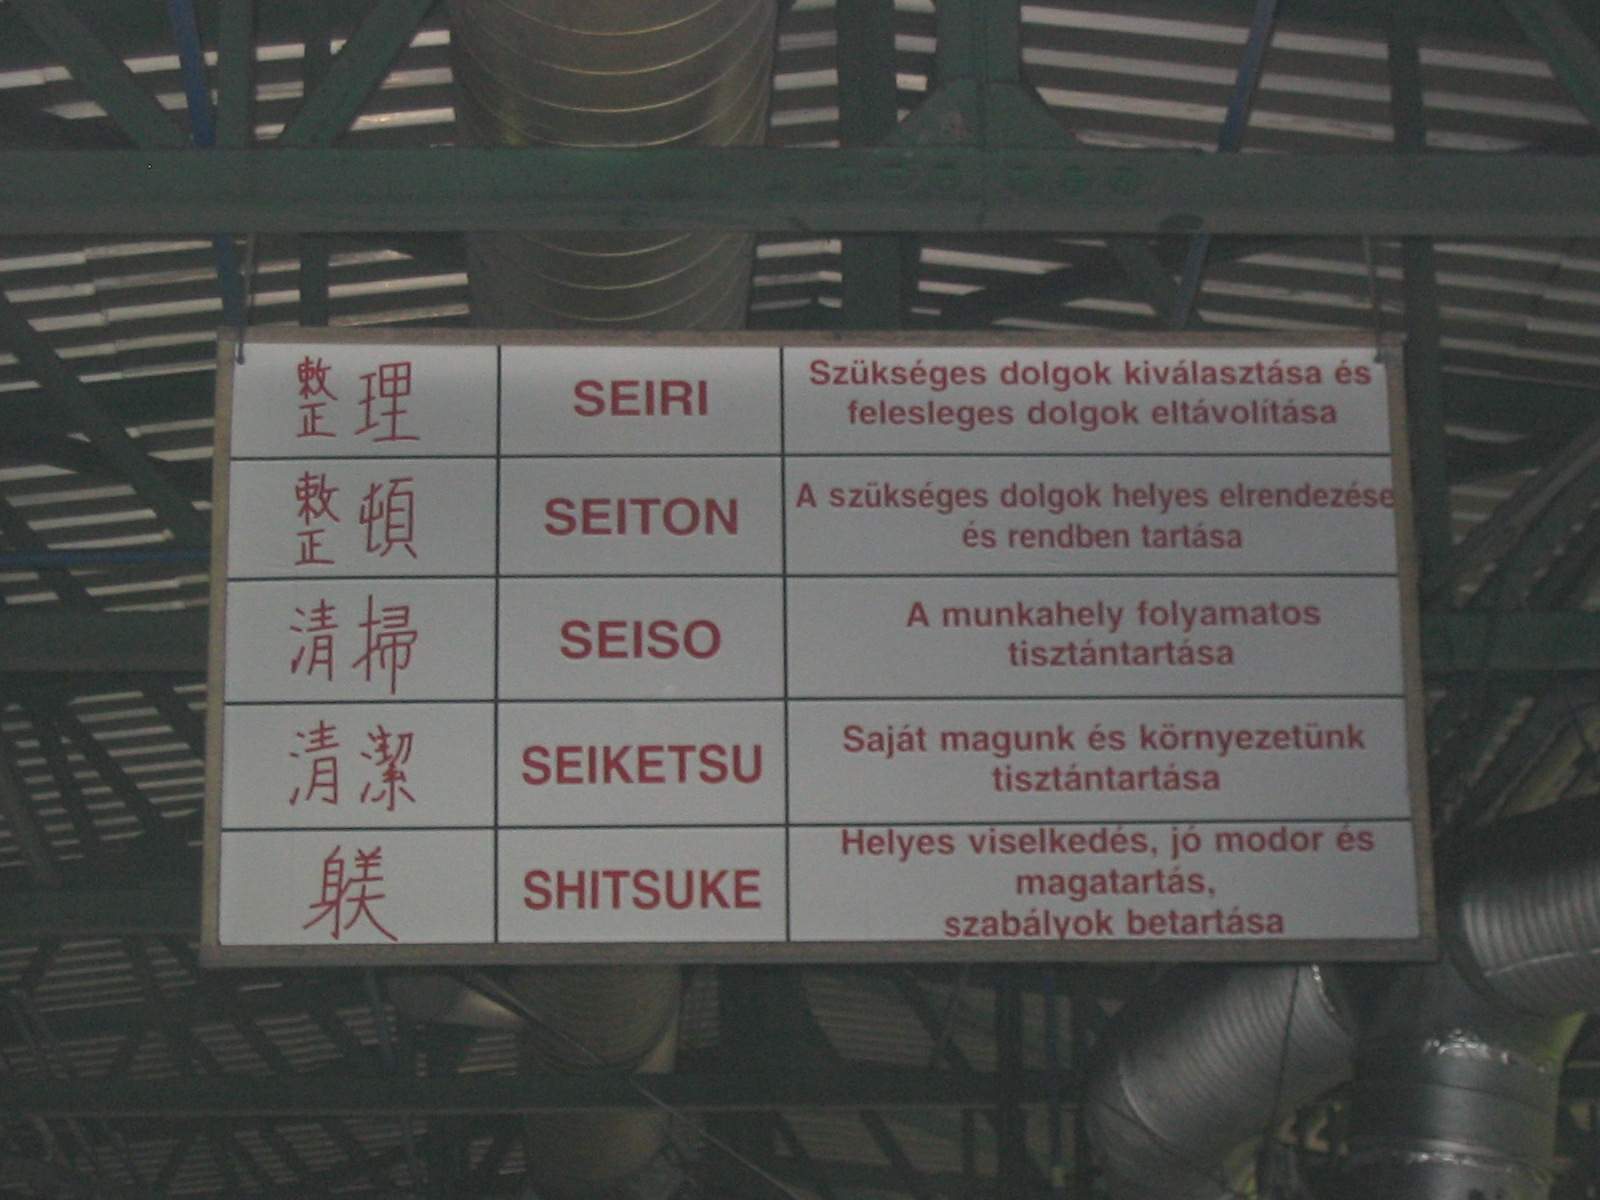 整理
SEIRI
Szükséges dolgok kiválasztása és
felesleges dolgok eltávolítása
整頓
SEITON
A szükséges dolgok helyes elrendezése
és rendben tartása
清掃
SEISO
A munkahely folyamatos
tisztántartása
清潔
SEIKETSU
Saját magunk és környezetünk
tisztántartása
躾
SHITSUKE
Helyes viselkedés, jó modor és
magatartás,
szabályok betartása